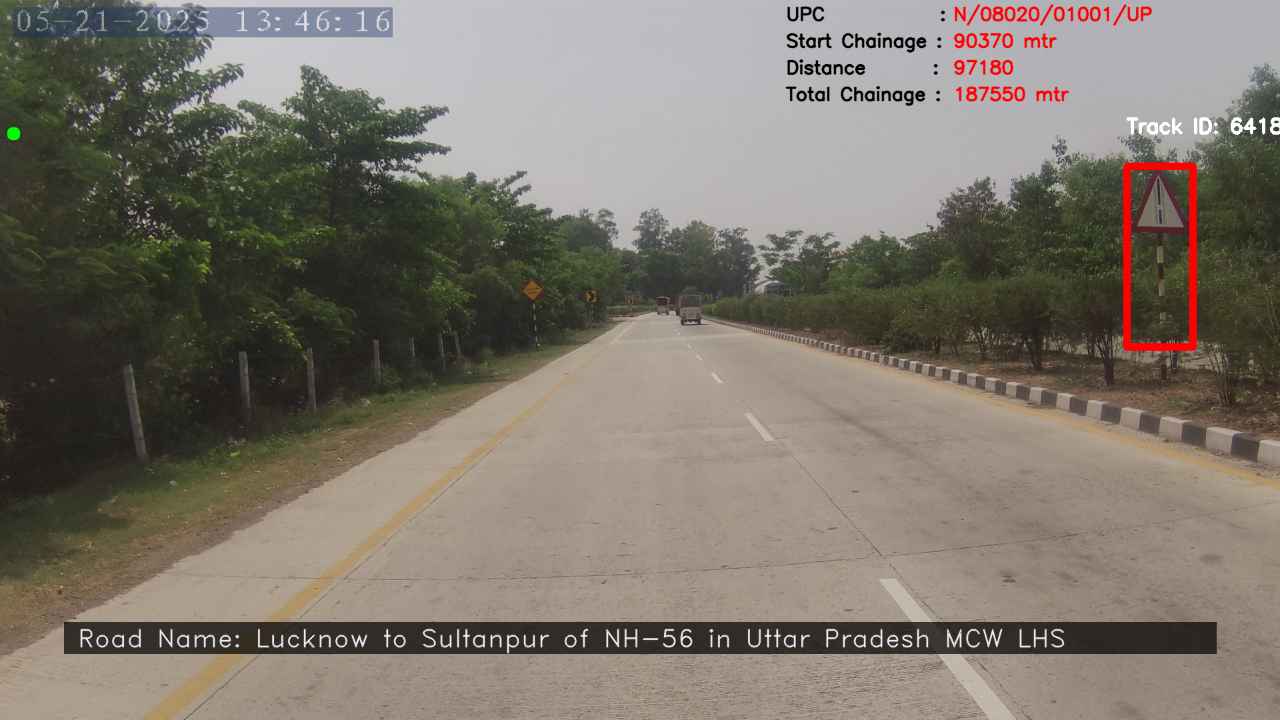 05-21-2025 13:46:16
UPC : N/08020/01001/UP
Start Chainage : 90370 mtr
Distance : 97180
Total Chainage : 187550 mtr
Track ID: 6418
Road Name: Lucknow to Sultanpur of NH-56 in Uttar Pradesh MCW LHS